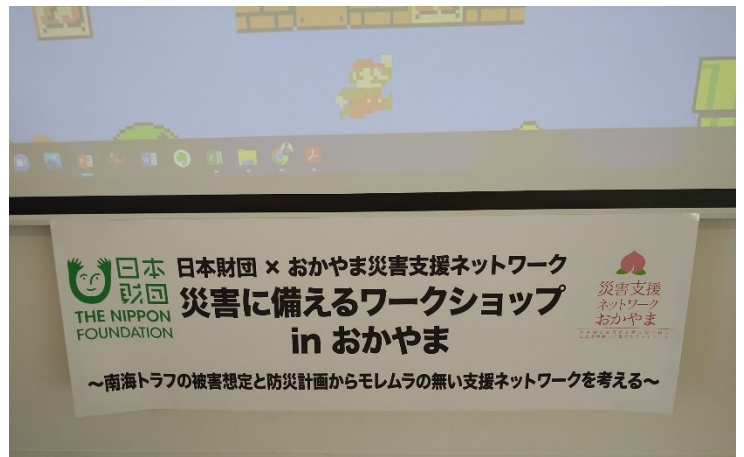 日本
財団
THE NIPPON
FOUNDATION
日本財団 × おかやま災害支援ネットワーク
災害に備えるワークショップ
in おかやま
～南海トラフの被害想定と防災計画からモレムラの無い支援ネットワークを考える～
災害支援
ネットワーク
おかやま